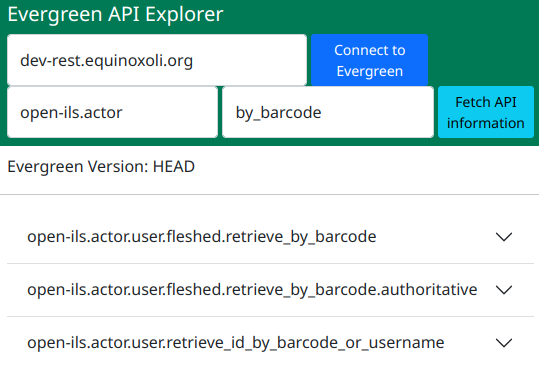 Evergreen API Explorer
dev-rest.equinoxoli.org
Connect to
Evergreen
open-ils.actor
by_barcode
Fetch API
information
Evergreen Version: HEAD
open-ils.actor.user.fleshed.retrieve_by_barcode
open-ils.actor.user.fleshed.retrieve_by_barcode.authoritative
open-ils.actor.user.retrieve_id_by_barcode_or_username